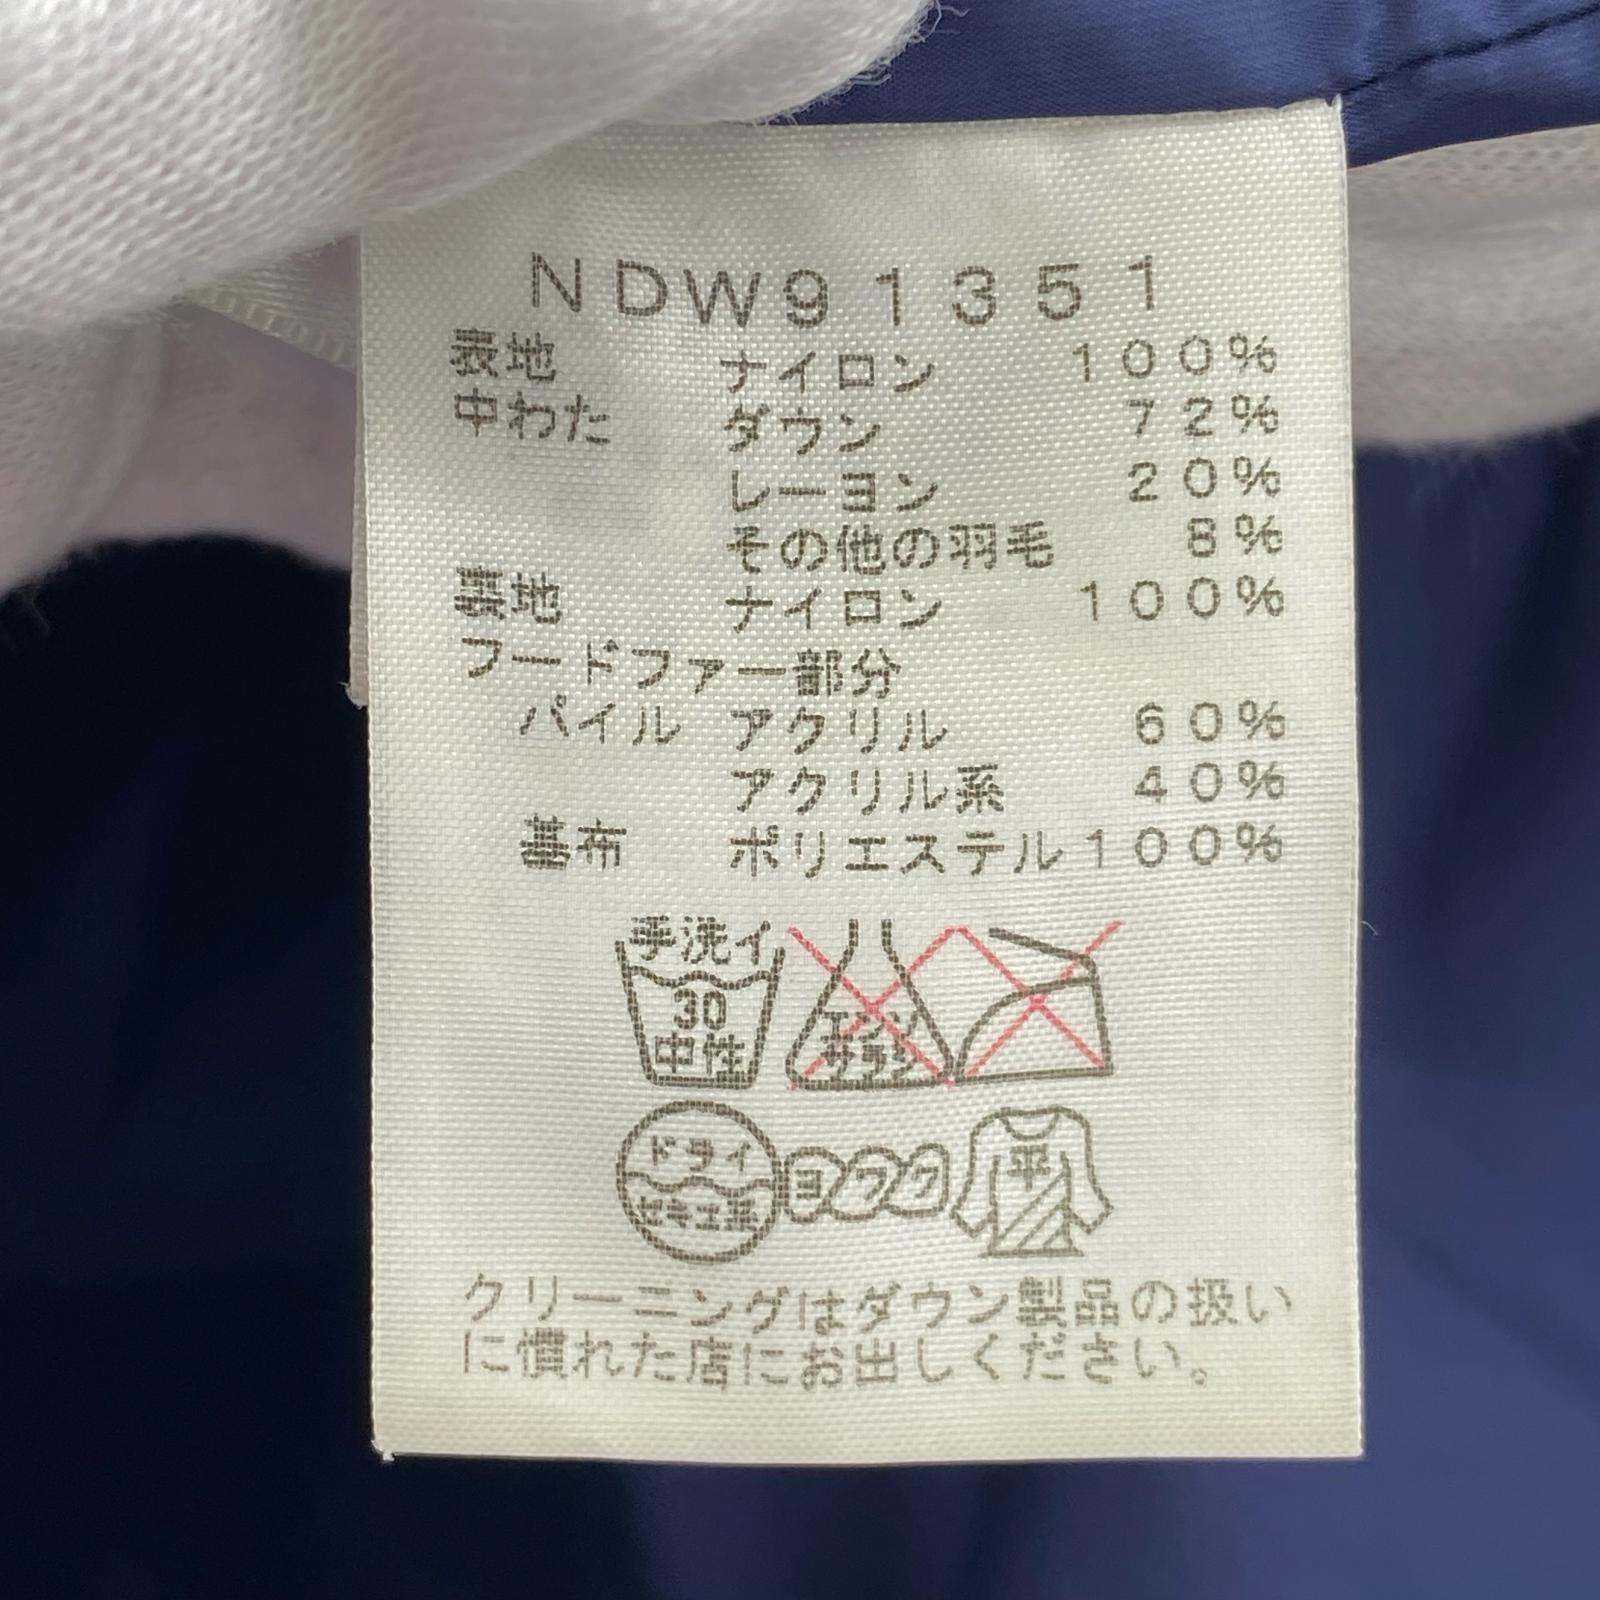 NDW91351
表地 ナイロン 100%
中わた ダウン 72%
レーヨン 20%
その他の羽毛 8%
裏地 ナイロン 100%
フードファー部分
パイル アクリル 60%
アクリル系 40%
基布 ポリエステル 100%
手洗イ
30
中性
エンソ
サラシ
ドライ
セキユ系
ヨワク
平
クリーニングはダウン製品の扱い
に慣れた店にお出しください。